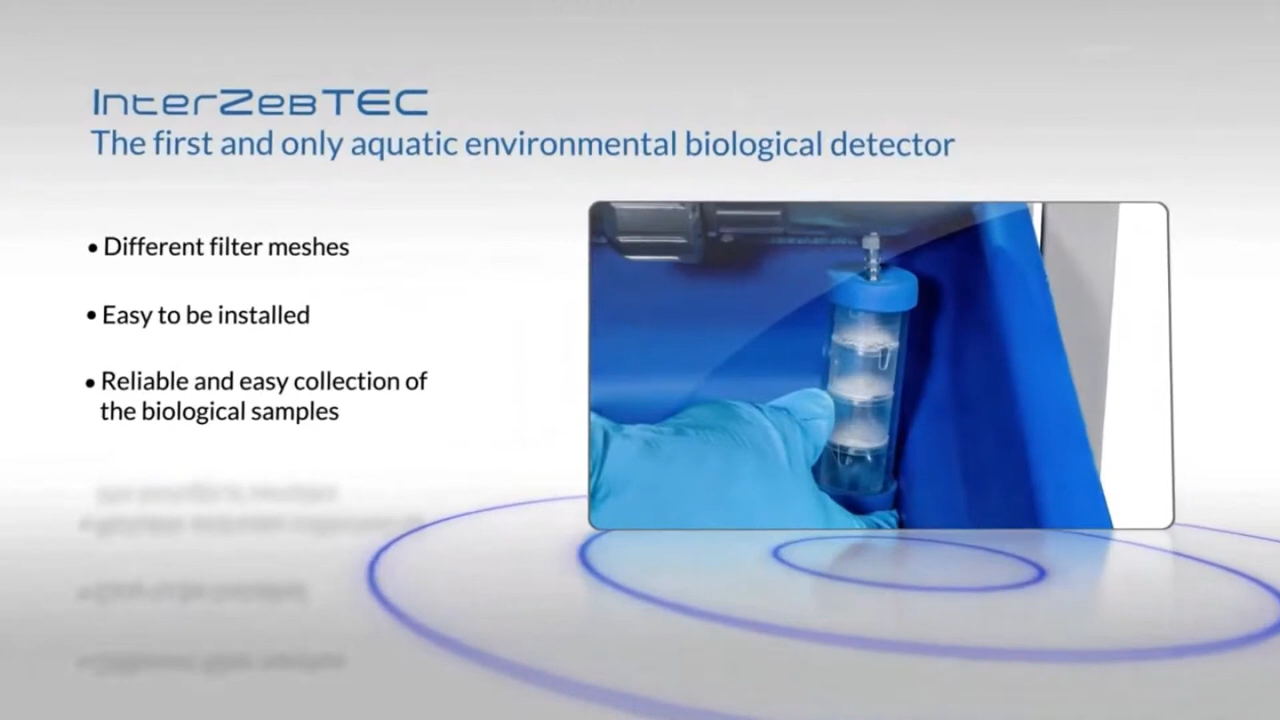 InterZebTEC
The first and only aquatic environmental biological detector
• Different filter meshes
• Easy to be installed
• Reliable and easy collection of
the biological samples